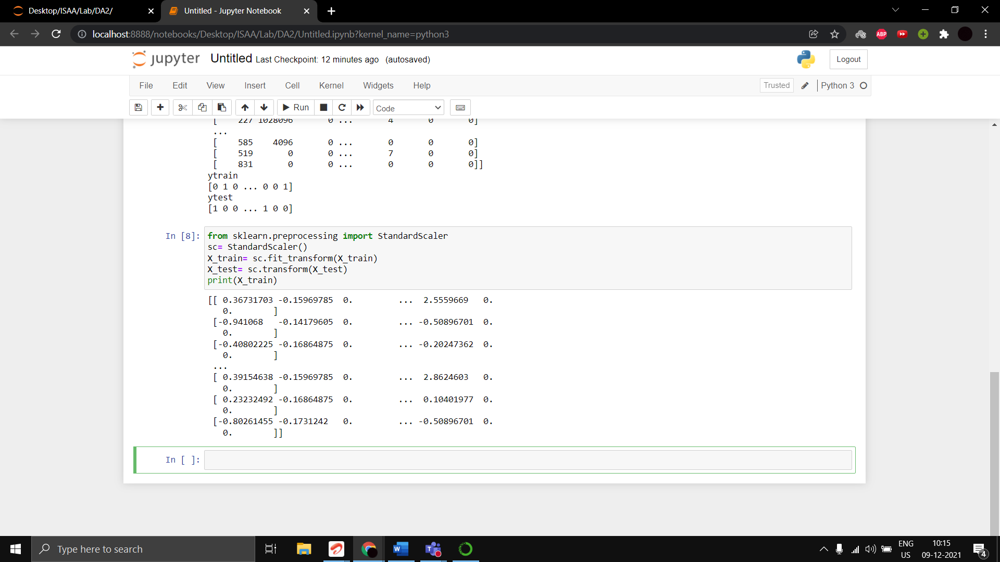 Desktop/ISAA/Lab/DA2/
Untitled - Jupyter Notebook
localhost:8888/notebooks/Desktop/ISAA/Lab/DA2/Untitled.ipynb?kernel_name=python3
ABP
jupyter Untitled Last Checkpoint: 12 minutes ago (autosaved)
Logout
File Edit View Insert Cell Kernel Widgets Help
Trusted
Python 3
Run
Code
[ 227 1028096 0 ... 4 0 0]
...
[ 585 4096 0 ... 0 0 0]
[ 519 0 0 ... 7 0 0]
[ 831 0 0 ... 0 0 0]]
ytrain
[0 1 0 ... 0 0 1]
ytest
[1 0 0 ... 1 0 0]
In [8]: from sklearn.preprocessing import StandardScaler
sc= StandardScaler()
X_train= sc.fit_transform(X_train)
X_test= sc.transform(X_test)
print(X_train)
[[ 0.36731703 -0.15969785 0. ... 2.5559669 0.
0. ]
[-0.941068 -0.14179605 0. ... -0.50896701 0.
0. ]
[-0.40802225 -0.16864875 0. ... -0.20247362 0.
0. ]
...
[ 0.39154638 -0.15969785 0. ... 2.8624603 0.
0. ]
[ 0.23232492 -0.16864875 0. ... 0.10401977 0.
0. ]
[-0.80261455 -0.1731242 0. ... -0.50896701 0.
0. ]]
In [ ]:
Type here to search
W
T
ENG
US
10:15
09-12-2021
4